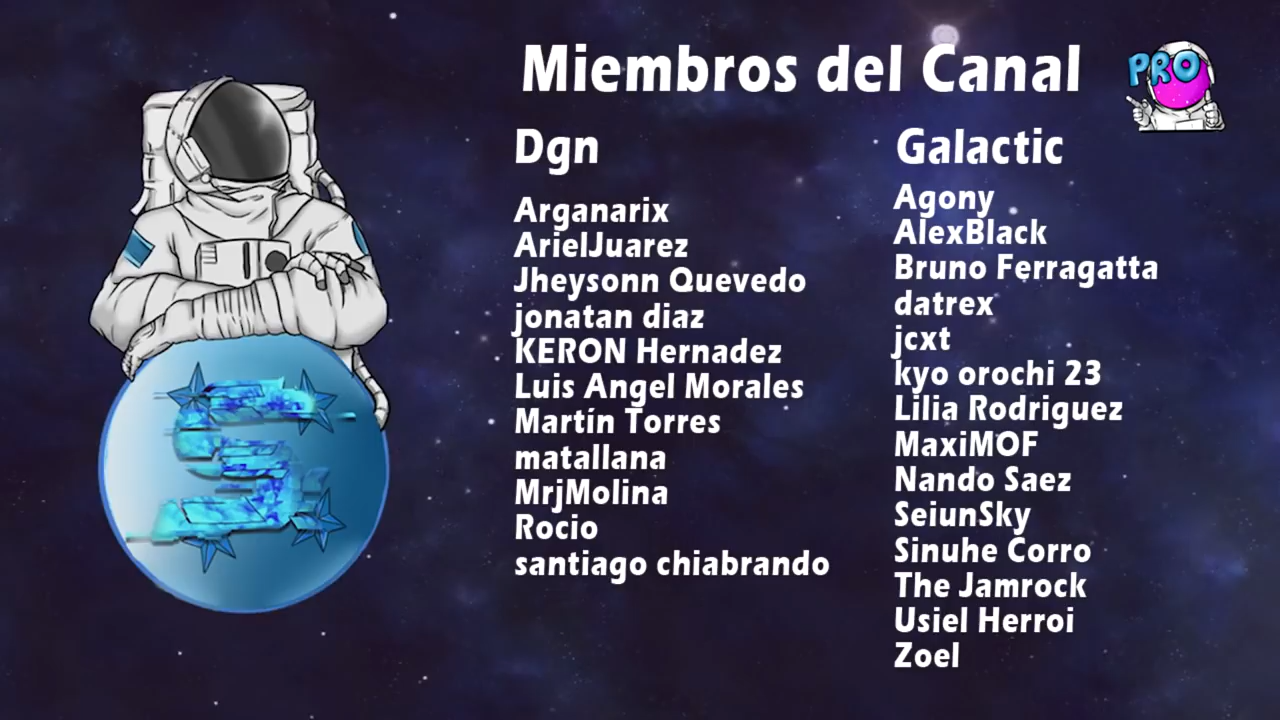 Miembros del Canal
PRO
Dgn
Arganarix
ArielJuarez
Jheysonn Quevedo
jonatan diaz
KERON Hernadez
Luis Angel Morales
Martín Torres
matallana
MrjMolina
Rocio
santiago chiabrando
Galactic
Agony
AlexBlack
Bruno Ferragatta
datrex
jcxt
kyo orochi 23
Lilia Rodriguez
MaxiMOF
Nando Saez
SeiunSky
Sinuhe Corro
The Jamrock
Usiel Herroi
Zoel
S